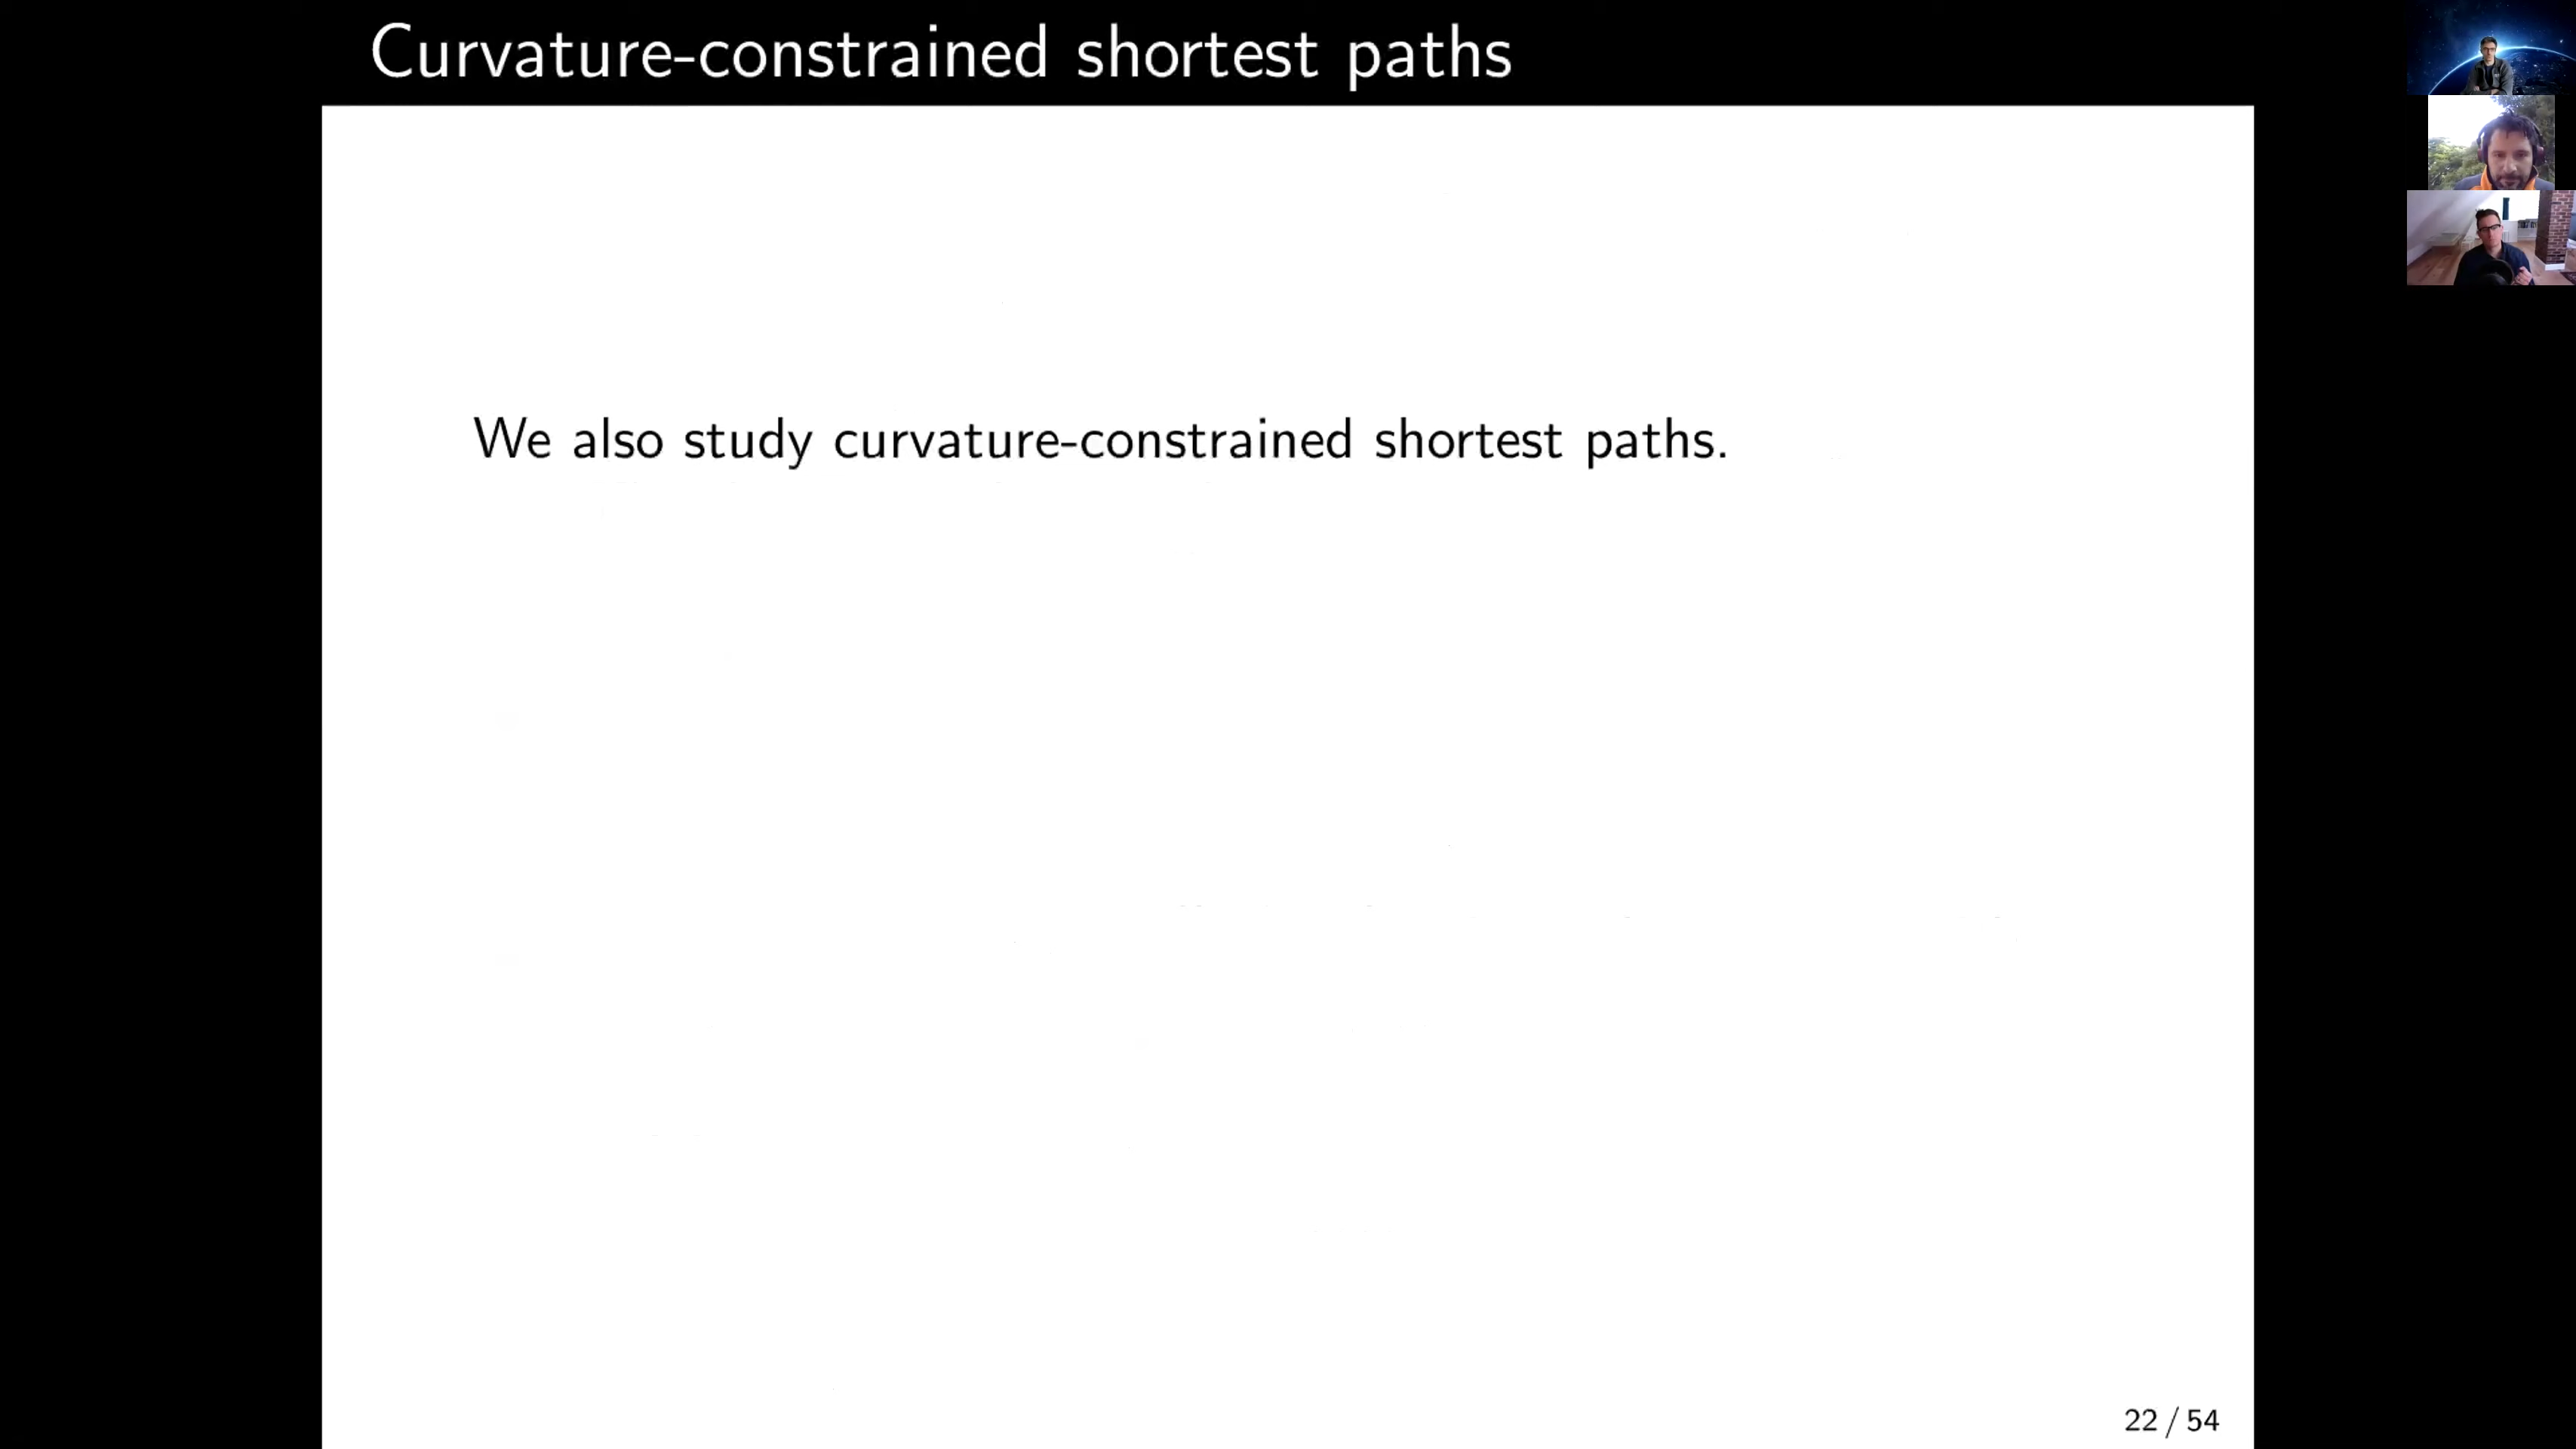 Curvature-constrained shortest paths
We also study curvature-constrained shortest paths.
22 / 54